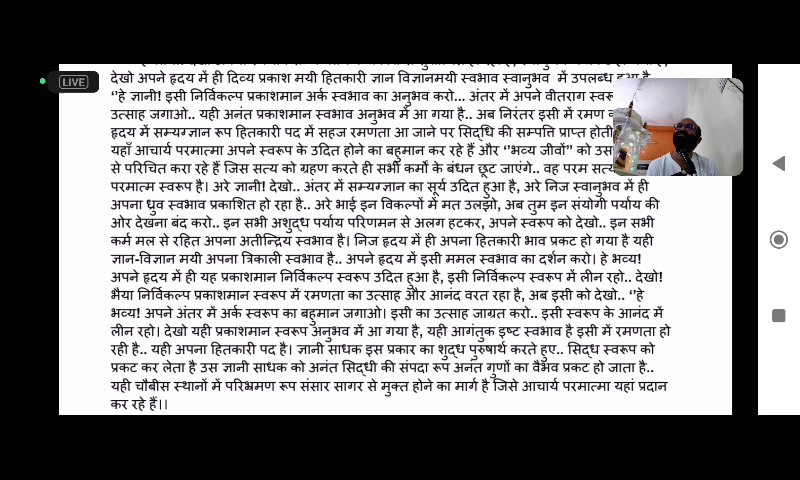 LIVE
देखो अपने हृदय में ही दिव्य प्रकाश मयी हितकारी ज्ञान विज्ञानमयी स्वभाव स्वानुभव में उपलब्ध हुआ है
‘‘हे ज्ञानी! इसी निर्विकल्प प्रकाशमान अर्क स्वभाव का अनुभव करो... अंतर में अपने वीतराग
उत्साह जगाओ.. यही अनंत प्रकाशमान स्वभाव अनुभव में आ गया है.. अब निरंतर इसी में रमण
हृदय में सम्यग्ज्ञान रूप हितकारी पद में सहज रमणता आ जाने पर सिद्धि की सम्पत्ति प्राप्त होती
यहाँ आचार्य परमात्मा अपने स्वरूप के उदित होने का बहुमान कर रहे हैं और ‘‘भव्य जीवों’’ को उस
से परिचित करा रहे हैं जिस सत्य को ग्रहण करते ही सभी कर्मों के बंधन छूट जाएंगे.. वह परम सत्य
परमात्म स्वरूप है। अरे ज्ञानी! देखो.. अंतर में सम्यग्ज्ञान का सूर्य उदित हुआ है, अरे निज स्वानुभव में ही
अपना ध्रुव स्वभाव प्रकाशित हो रहा है.. अरे भाई इन विकल्पों में मत उलझो, अब तुम इन संयोगी पर्याय की
ओर देखना बंद करो.. इन सभी अशुद्ध पर्याय परिणमन से अलग हटकर, अपने स्वरूप को देखो.. इन सभी
कर्म मल से रहित अपना अतीन्द्रिय स्वभाव है। निज हृदय में ही अपना हितकारी भाव प्रकट हो गया है यही
ज्ञान-विज्ञान मयी अपना त्रिकाली स्वभाव है.. अपने हृदय में इसी ममल स्वभाव का दर्शन करो। हे भव्य!
अपने हृदय में ही यह प्रकाशमान निर्विकल्प स्वरूप उदित हुआ है, इसी निर्विकल्प स्वरूप में लीन रहो.. देखो!
भैया निर्विकल्प प्रकाशमान स्वरूप में रमणता का उत्साह और आनंद वरत रहा है, अब इसी को देखो.. ‘‘हे
भव्य! अपने अंतर में अर्क स्वरूप का बहुमान जगाओ। इसी का उत्साह जाग्रत करो.. इसी स्वरूप के आनंद में
लीन रहो। देखो यही प्रकाशमान स्वरूप अनुभव में आ गया है, यही आगंतुक इष्ट स्वभाव है इसी में रमणता हो
रही है.. यही अपना हितकारी पद है। ज्ञानी साधक इस प्रकार का शुद्ध पुरुषार्थ करते हुए.. सिद्ध स्वरूप को
प्रकट कर लेता है उस ज्ञानी साधक को अनंत सिद्धी की संपदा रूप अनंत गुणों का वैभव प्रकट हो जाता है..
यही चौबीस स्थानों में परिभ्रमण रूप संसार सागर से मुक्त होने का मार्ग है जिसे आचार्य परमात्मा यहां प्रदान
कर रहे हैं।।